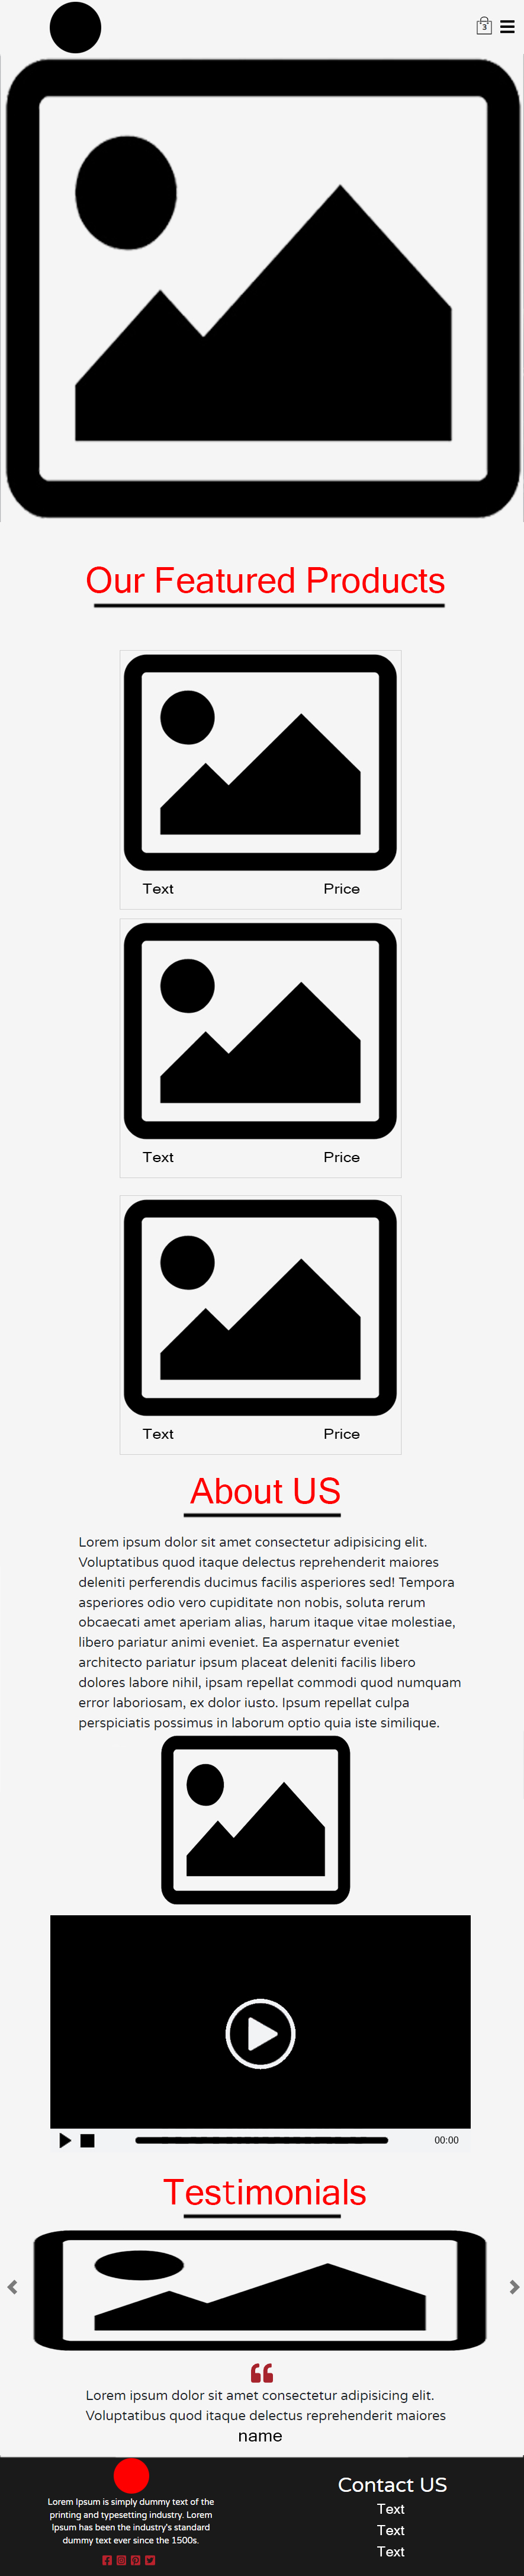 3
Our Featured Products
Text Price
Text Price
Text Price
About US
Lorem ipsum dolor sit amet consectetur adipisicing elit.
Voluptatibus quod itaque delectus reprehenderit maiores
deleniti perferendis ducimus facilis asperiores sed! Tempora
asperiores odio vero cupiditate non nobis, soluta rerum
obcaecati amet aperiam alias, harum itaque vitae molestiae,
libero pariatur animi eveniet. Ea aspernatur eveniet
architecto pariatur ipsum placeat deleniti facilis libero
dolores labore nihil, ipsam repellat commodi quod numquam
error laboriosam, ex dolor iusto. Ipsum repellat culpa
perspiciatis possimus in laborum optio quia iste similique.
00:00
Testimonials
Lorem ipsum dolor sit amet consectetur adipisicing elit.
Voluptatibus quod itaque delectus reprehenderit maiores
name
Lorem Ipsum is simply dummy text of the
printing and typesetting industry. Lorem
Ipsum has been the industry's standard
dummy text ever since the 1500s.
Contact US
Text
Text
Text